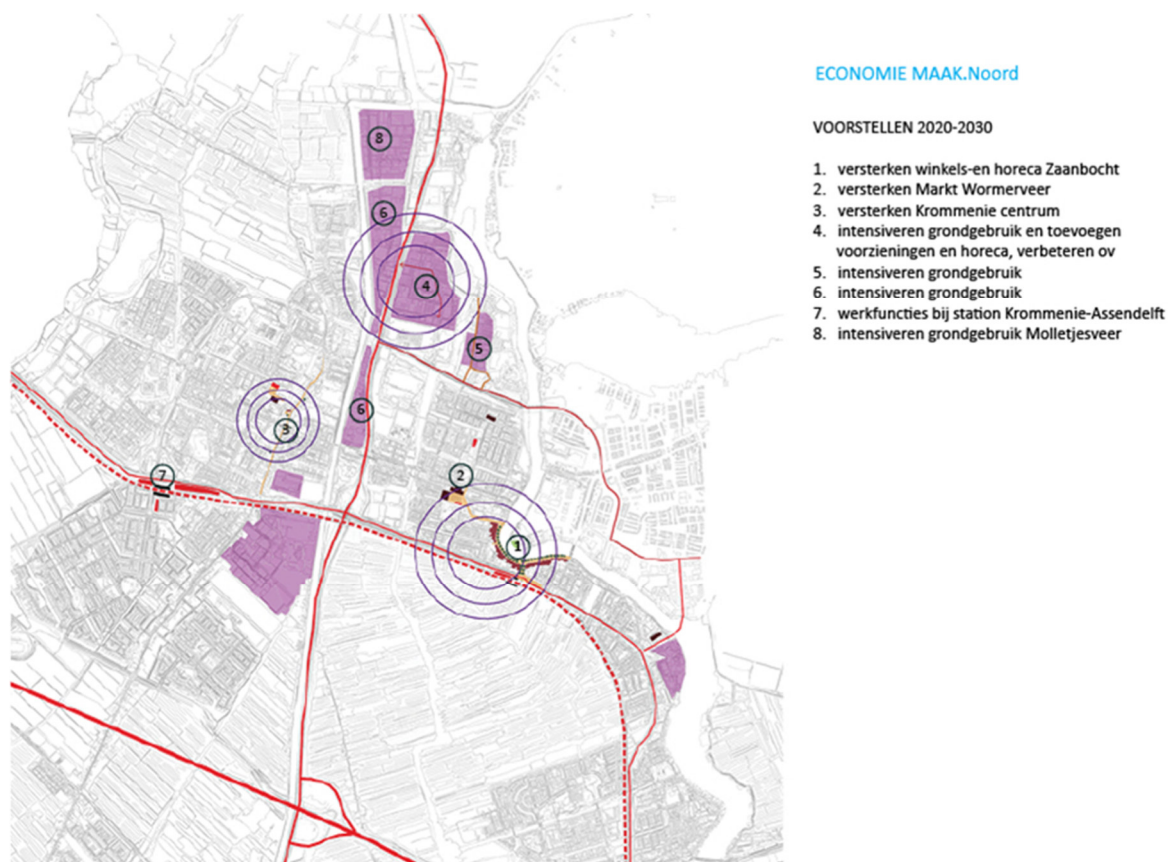 ECONOMIE MAAK.Noord
VOORSTELLEN 2020-2030
1. versterken winkels-en horeca Zaanbocht
2. versterken Markt Wormerveer
3. versterken Krommenie centrum
4. intensiveren grondgebruik en toevoegen
voorzieningen en horeca, verbeteren ov
5. intensiveren grondgebruik
6. intensiveren grondgebruik
7. werkfuncties bij station Krommenie-Assendelft
8. intensiveren grondgebruik Molletjesveer
8
6
4
5
6
3
7
2
1